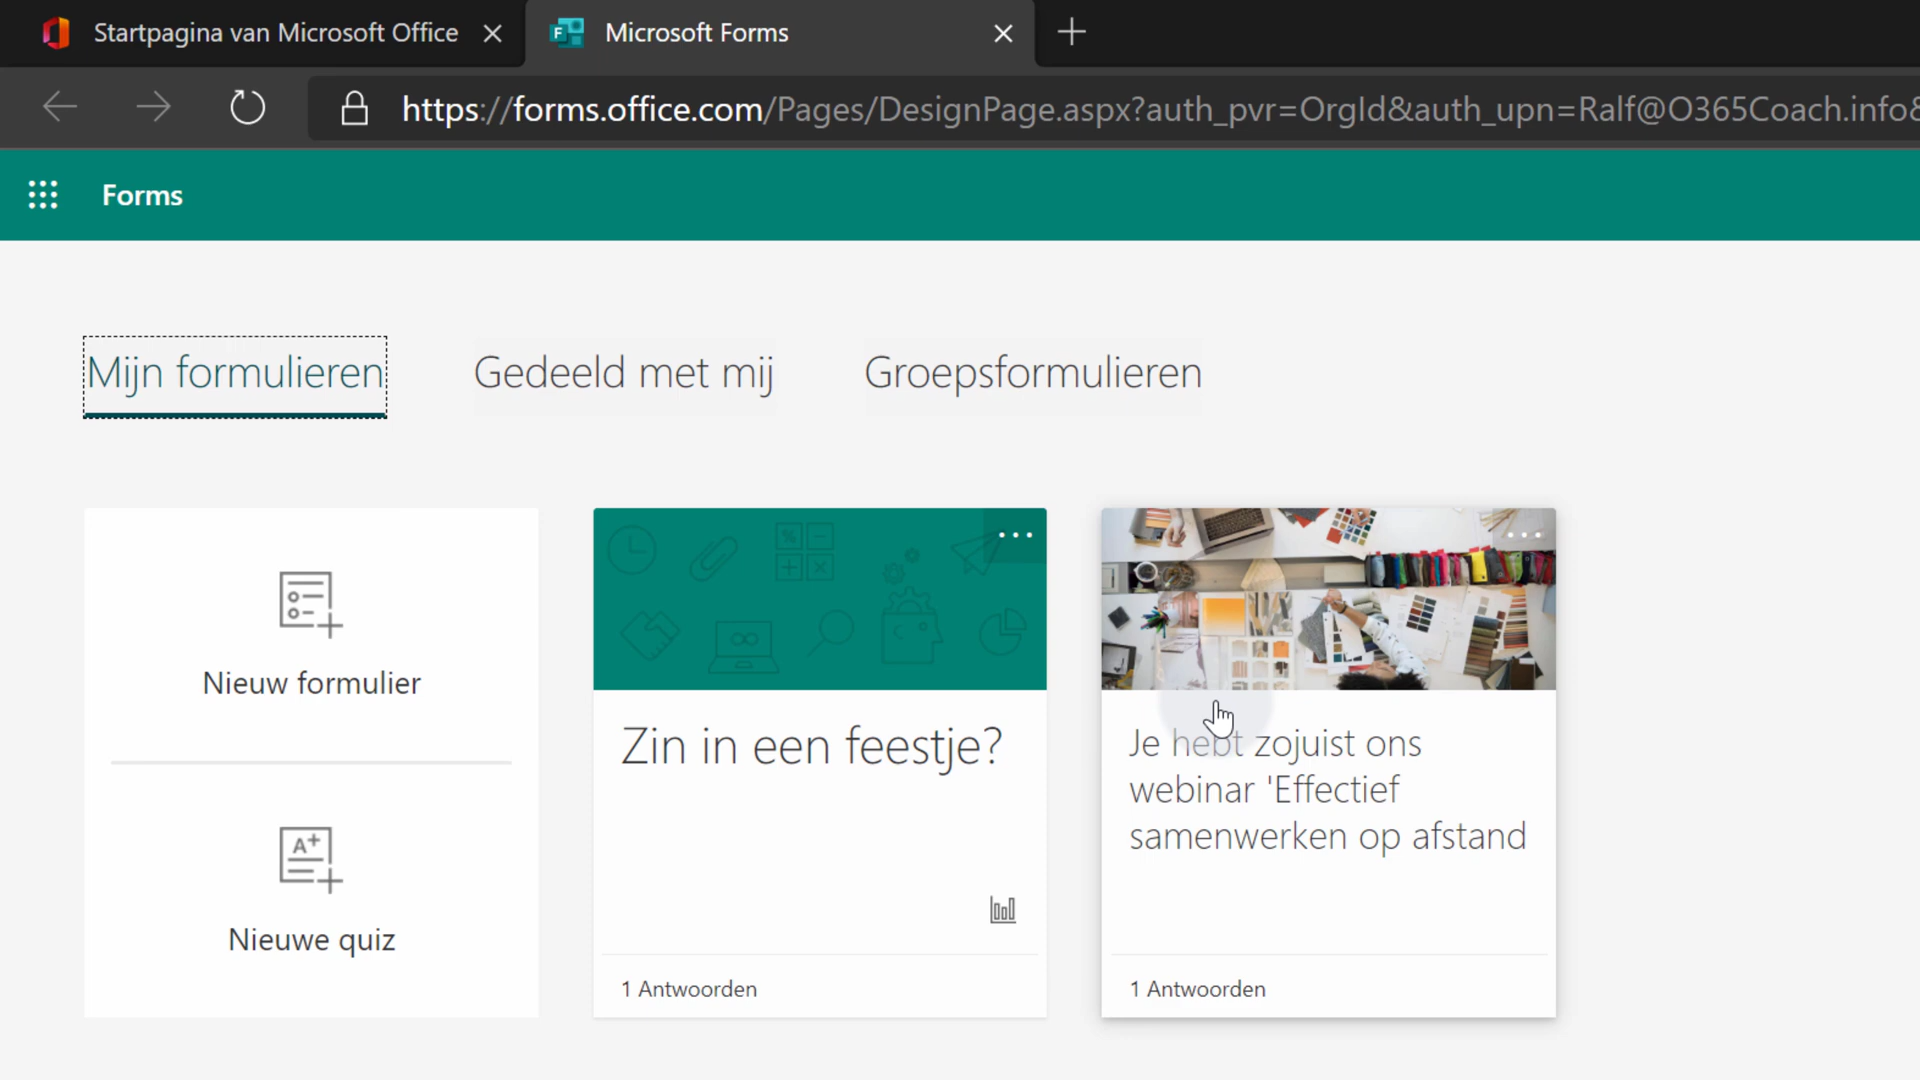 Startpagina van Microsoft Office
Microsoft Forms
https://forms.office.com/Pages/DesignPage.aspx?auth_pvr=OrgId&auth_upn=Ralf@O365Coach.info&
Forms
Mijn formulieren
Gedeeld met mij
Groepsformulieren
Nieuw formulier
Nieuwe quiz
Zin in een feestje?
1 Antwoorden
Je hebt zojuist ons
webinar 'Effectief
samenwerken op afstand
1 Antwoorden